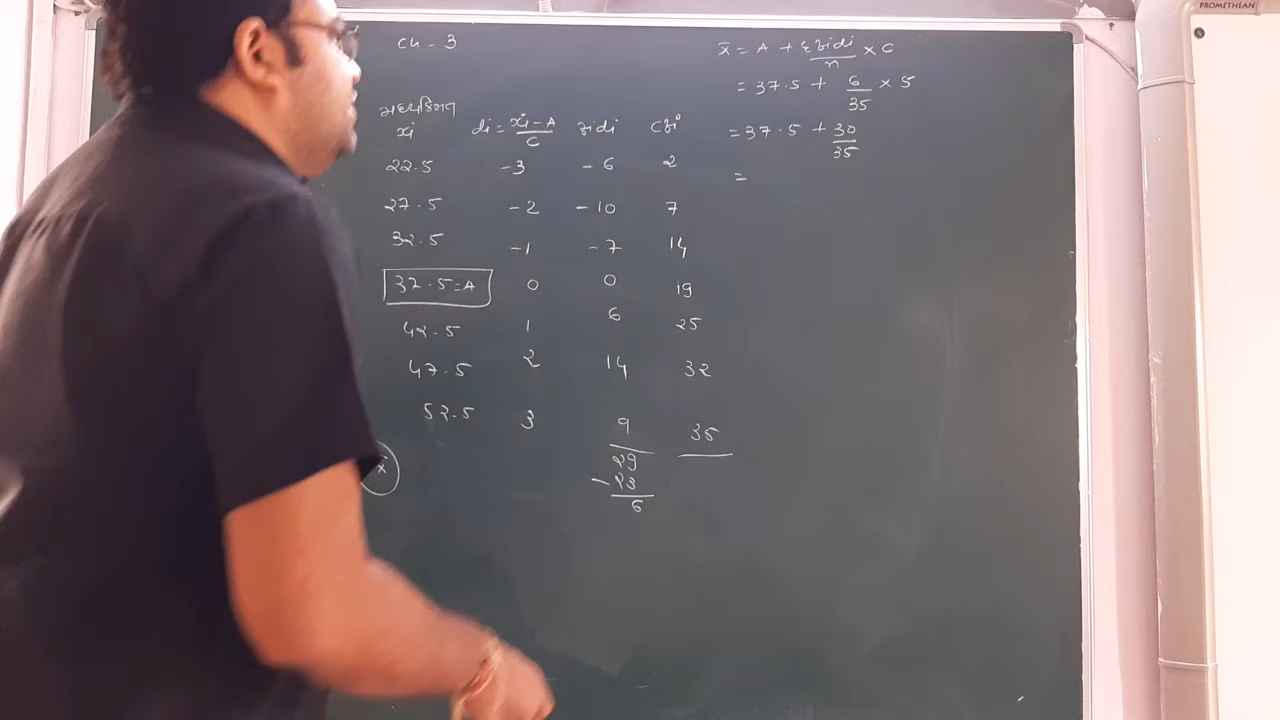 PROMETHEAN
Ch - 3
x̄ = A + Σfidi/n × C
= 37.5 + 6/35 × 5
= 37.5 + 30/35
=
મધ્યકિંમત
xi di = xi - A/C fidi cf
22.5 -3 -6 2
27.5 -2 -10 7
32.5 -1 -7 14
37.5 = A 0 0 19
42.5 1 6 25
47.5 2 14 32
52.5 3 9 35
29
- 23
6
x̄